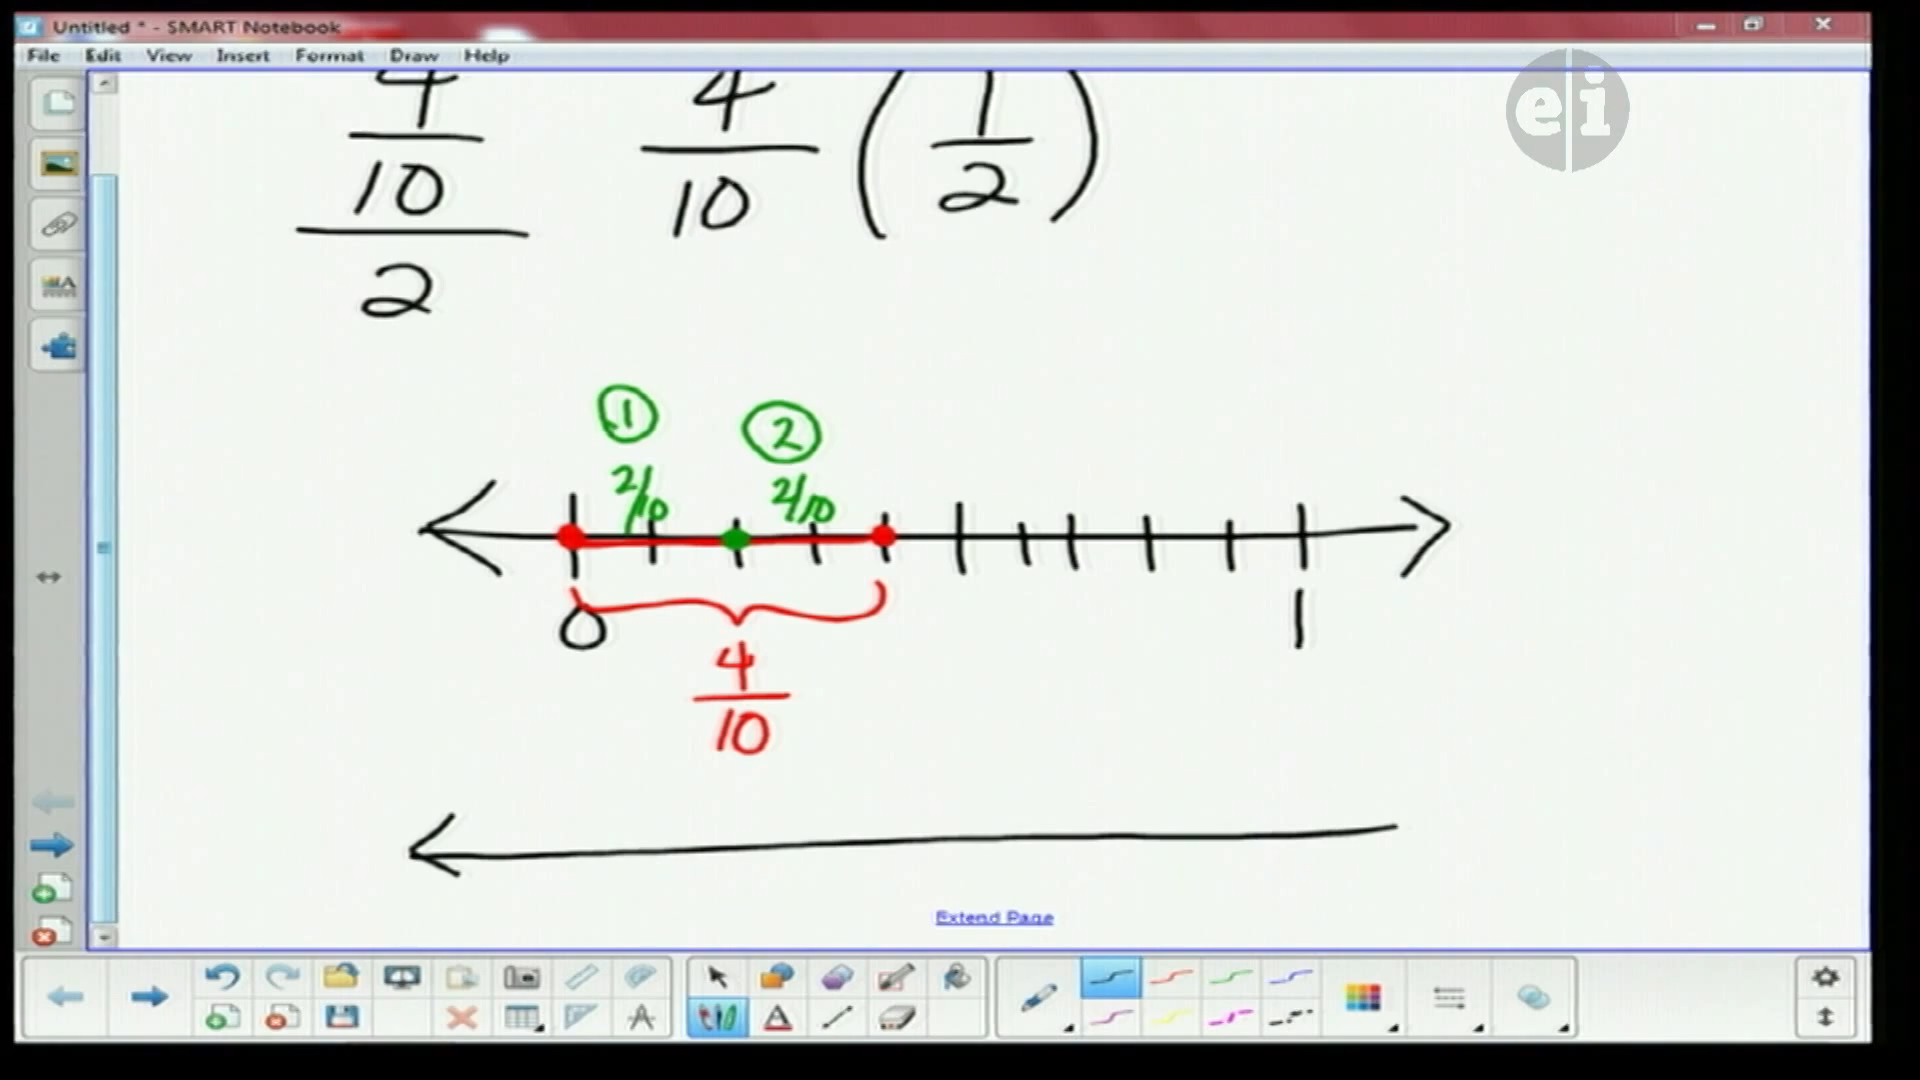 Untitled * - SMART Notebook
File Edit View Insert Format Draw Help
ei
4 4 1
10 10 ( 2 )
2
1 2
2/10 2/10
0 1
4
10
Extend Page